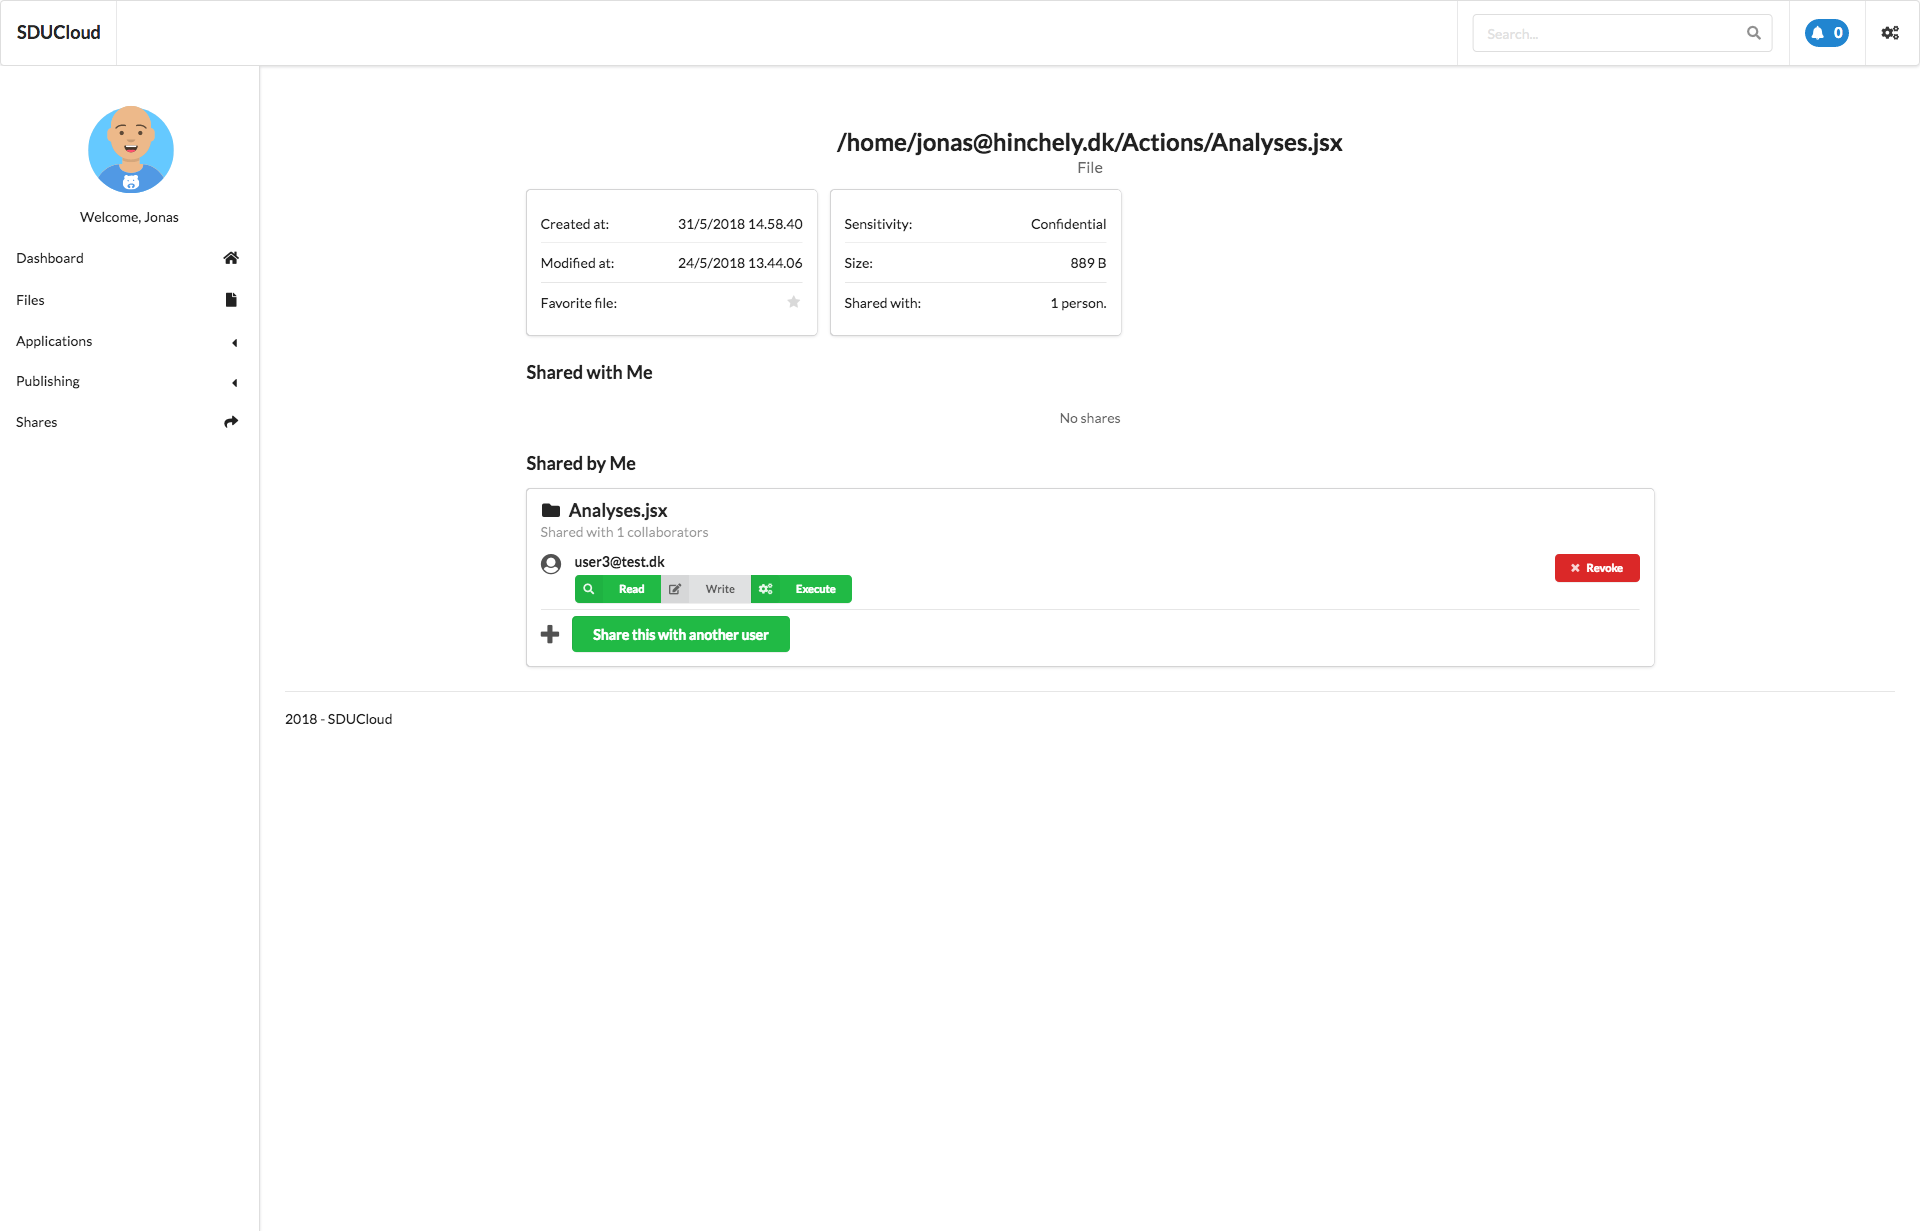 SDUCloud
Search...
0
Welcome, Jonas
Dashboard
Files
Applications
Publishing
Shares
/home/jonas@hinchely.dk/Actions/Analyses.jsx
File
Created at: 31/5/2018 14.58.40
Modified at: 24/5/2018 13.44.06
Favorite file:
Sensitivity: Confidential
Size: 889 B
Shared with: 1 person.
Shared with Me
No shares
Shared by Me
Analyses.jsx
Shared with 1 collaborators
user3@test.dk
Read Write Execute
Revoke
Share this with another user
2018 - SDUCloud